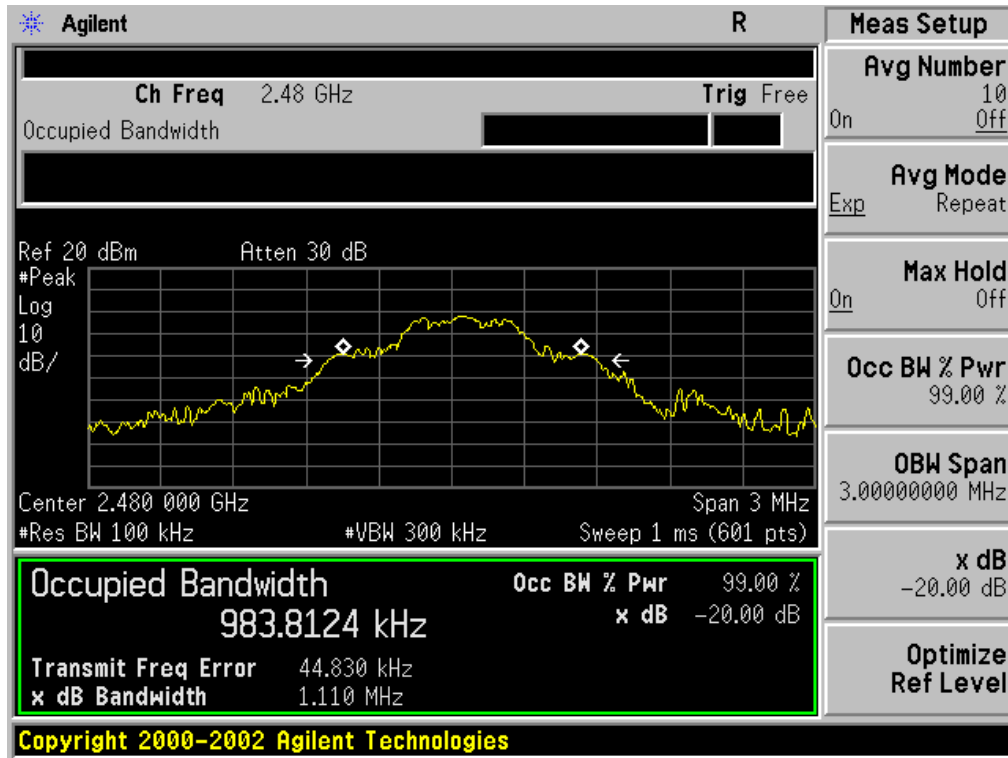 Agilent R Meas Setup
Avg Number
10
On Off
Ch Freq 2.48 GHz Trig Free
Occupied Bandwidth
Avg Mode
Exp Repeat
Ref 20 dBm Atten 30 dB
#Peak
Log
10
dB/
Max Hold
On Off
Occ BW % Pwr
99.00 %
OBW Span
3.00000000 MHz
Center 2.480 000 GHz Span 3 MHz
#Res BW 100 kHz #VBW 300 kHz Sweep 1 ms (601 pts)
x dB
-20.00 dB
Occupied Bandwidth Occ BW % Pwr 99.00 %
983.8124 kHz x dB -20.00 dB
Transmit Freq Error 44.830 kHz
x dB Bandwidth 1.110 MHz
Optimize
Ref Level
Copyright 2000-2002 Agilent Technologies